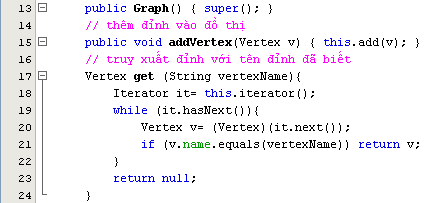 13 public Graph() { super(); }
14 // thêm đỉnh vào đồ thị
15 public void addVertex(Vertex v) { this.add(v); }
16 // truy xuất đỉnh với tên đỉnh đã biết
17 Vertex get (String vertexName){
18 Iterator it= this.iterator();
19 while (it.hasNext()){
20 Vertex v= (Vertex)(it.next());
21 if (v.name.equals(vertexName)) return v;
22 }
23 return null;
24 }